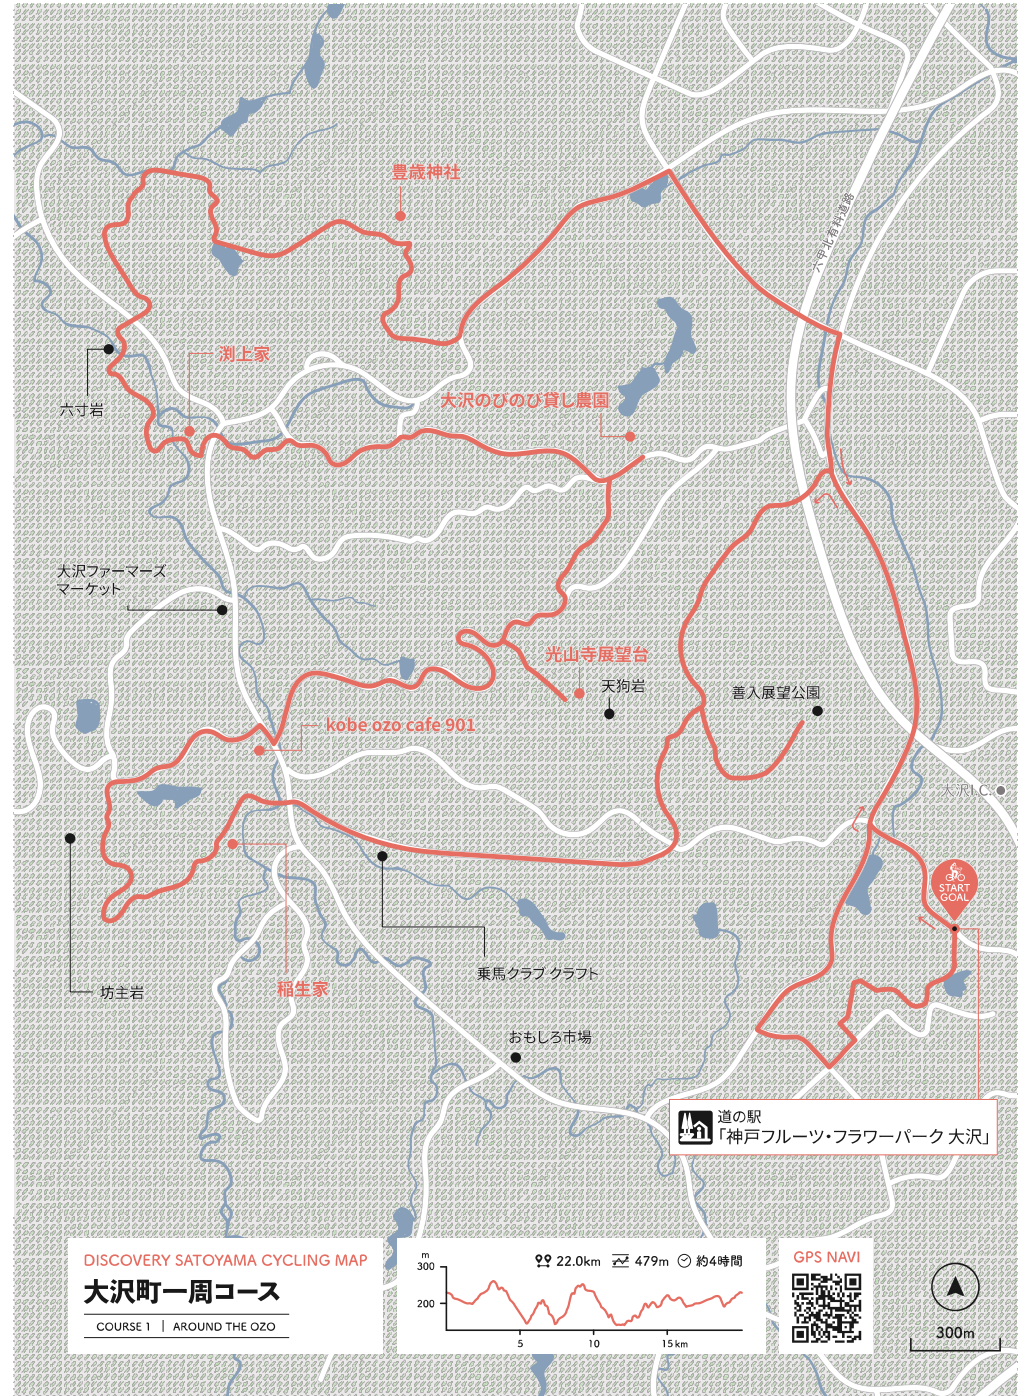 豊歳神社
六甲北有料道路
渕上家
大沢のびのび貸し農園
六寸岩
大沢ファーマーズ
マーケット
光山寺展望台
天狗岩
善入展望公園
kobe ozo cafe 901
大沢I.C.
START
GOAL
坊主岩
稲生家
乗馬クラブ クラフト
おもしろ市場
道の駅
「神戸フルーツ・フラワーパーク 大沢」
DISCOVERY SATOYAMA CYCLING MAP
大沢町一周コース
COURSE 1 | AROUND THE OZO
m
300
200
5
10
15km
22.0km
479m
約4時間
GPS NAVI
300m